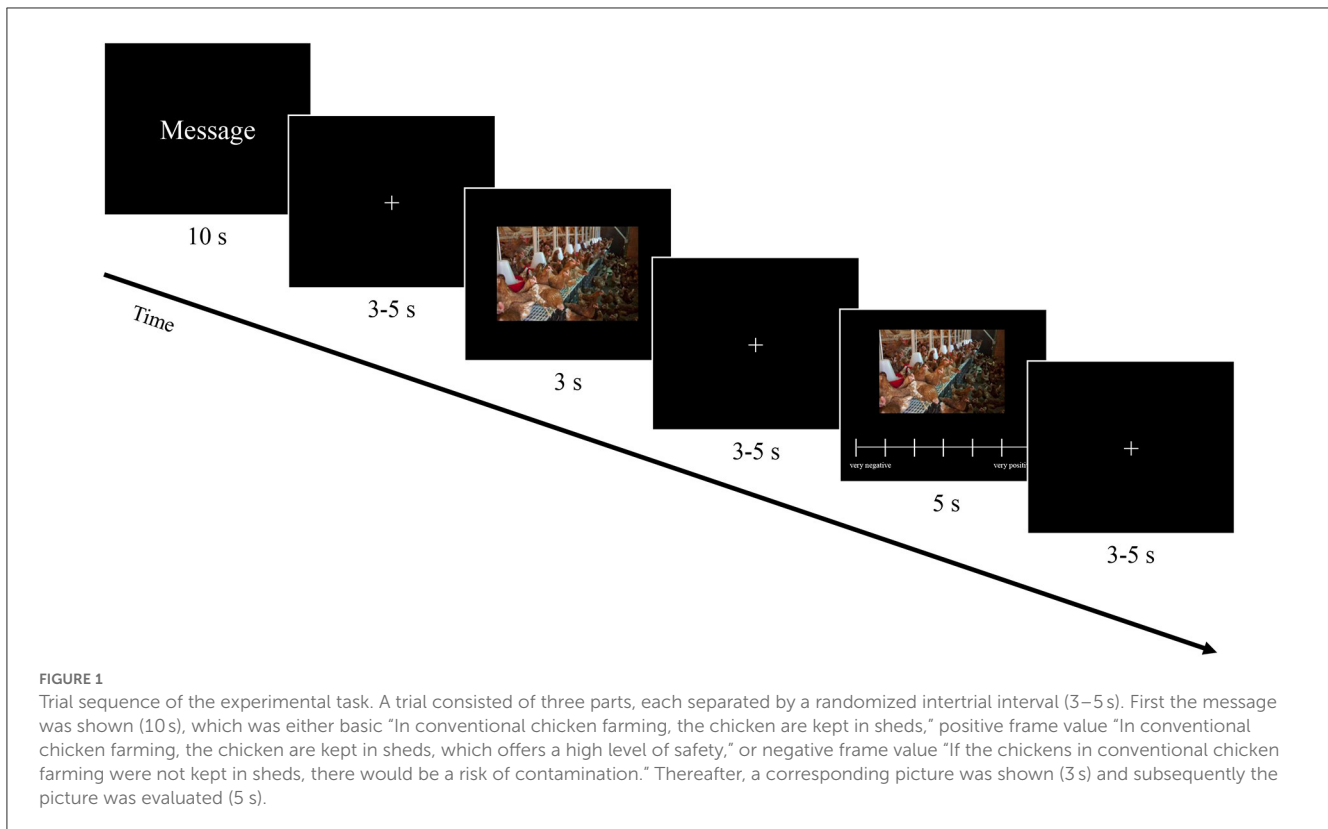 Message
10 s
3-5 s
Time
3 s
3-5 s
very negative
very positiv
5 s
3-5 s
FIGURE 1
Trial sequence of the experimental task. A trial consisted of three parts, each separated by a randomized intertrial interval (3–5 s). First the message
was shown (10 s), which was either basic “In conventional chicken farming, the chicken are kept in sheds,” positive frame value “In conventional
chicken farming, the chicken are kept in sheds, which offers a high level of safety,” or negative frame value “If the chickens in conventional chicken
farming were not kept in sheds, there would be a risk of contamination.” Thereafter, a corresponding picture was shown (3 s) and subsequently the
picture was evaluated (5 s).